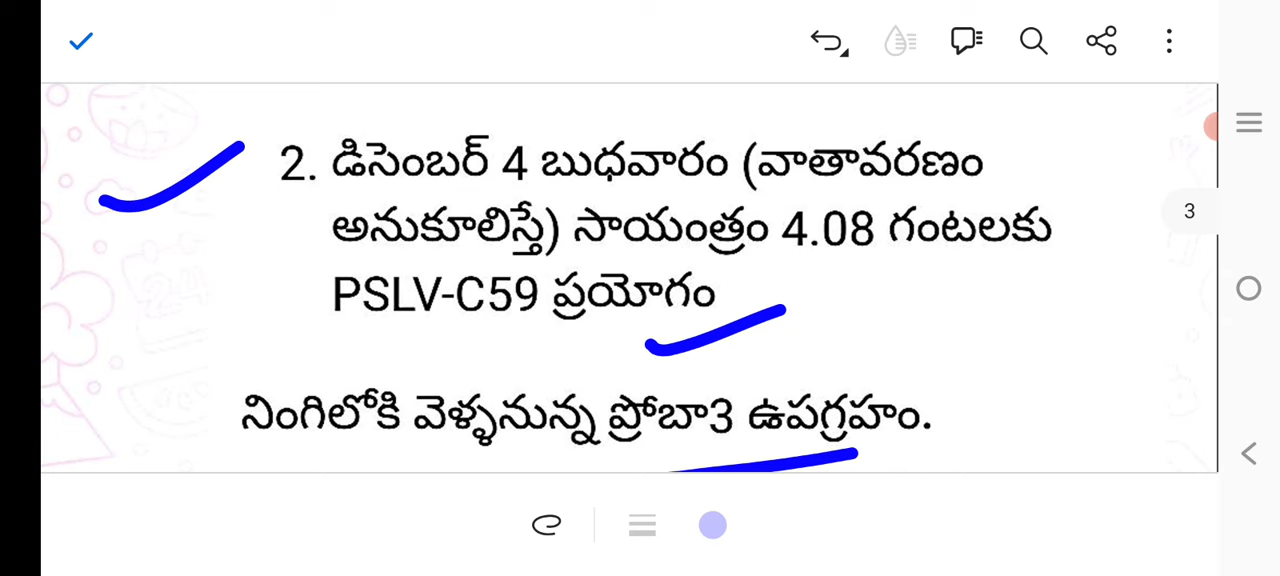 2. డిసెంబర్ 4 బుధవారం (వాతావరణం
అనుకూలిస్తే) సాయంత్రం 4.08 గంటలకు
PSLV-C59 ప్రయోగం
నింగిలోకి వెళ్ళనున్న ప్రోబా3 ఉపగ్రహం.
3